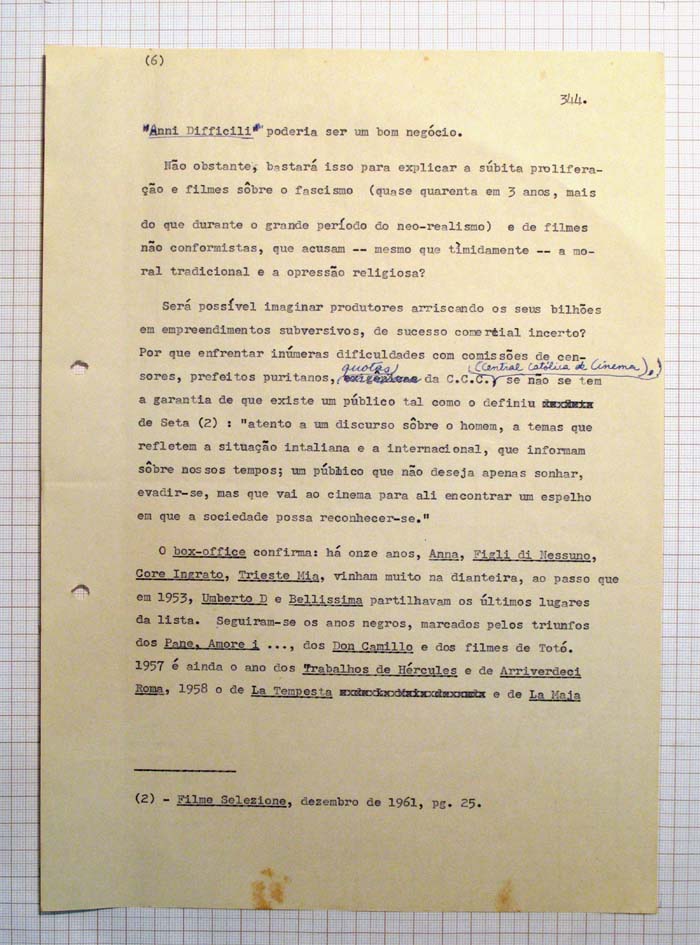 (6)
344.
"Anni Difficili" poderia ser um bom negócio.
Não obstante, bastará isso para explicar a súbita prolifera-
ção e filmes sôbre o fascismo (quase quarenta em 3 anos, mais
do que durante o grande período do neo-realismo) e de filmes
não conformistas, que acusam -- mesmo que tìmidamente -- a mo-
ral tradicional e a opressão religiosa?
Será possível imaginar produtores arriscando os seus bilhões
em empreendimentos subversivos, de sucesso comercial incerto?
Por que enfrentar inúmeras dificuldades com comissões de cen-
quotas (Central Católica de Cinema),
sores, prefeitos puritanos, da C.C.C. se não se tem
a garantia de que existe um público tal como o definiu
de Seta (2) : "atento a um discurso sôbre o homem, a temas que
refletem a situação intaliana e a internacional, que informam
sôbre nossos tempos; um público que não deseja apenas sonhar,
evadir-se, mas que vai ao cinema para ali encontrar um espelho
em que a sociedade possa reconhecer-se."
O box-office confirma: há onze anos, Anna, Figli di Nessuno,
Core Ingrato, Trieste Mia, vinham muito na dianteira, ao passo que
em 1953, Umberto D e Bellissima partilhavam os últimos lugares
da lista. Seguiram-se os anos negros, marcados pelos triunfos
dos Pane, Amore i ..., dos Don Camillo e dos filmes de Totó.
1957 é ainda o ano dos Trabalhos de Hércules e de Arriverdeci
Roma, 1958 o de La Tempesta e de La Maja
(2) - Filme Selezione, dezembro de 1961, pg. 25.